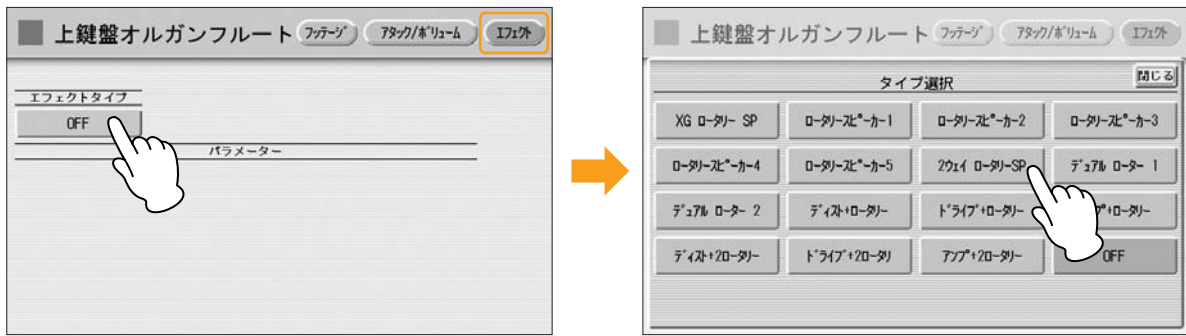 上鍵盤オルガンフルート ﾌｯﾃｰｼﾞ ｱﾀｯｸ/ﾎﾞﾘｭｰﾑ ｴﾌｪｸﾄ
エフェクトタイプ
OFF
パラメーター
上鍵盤オルガンフルート ﾌｯﾃｰｼﾞ ｱﾀｯｸ/ﾎﾞﾘｭｰﾑ ｴﾌｪｸﾄ
タイプ選択 閉じる
XG ﾛｰﾀﾘｰ SP ﾛｰﾀﾘｰｽﾋﾟｰｶｰ1 ﾛｰﾀﾘｰｽﾋﾟｰｶｰ2 ﾛｰﾀﾘｰｽﾋﾟｰｶｰ3
ﾛｰﾀﾘｰｽﾋﾟｰｶｰ4 ﾛｰﾀﾘｰｽﾋﾟｰｶｰ5 2ｳｪｲ ﾛｰﾀﾘｰSP ﾃﾞｭｱﾙ ﾛｰﾀｰ 1
ﾃﾞｭｱﾙ ﾛｰﾀｰ 2 ﾃﾞｨｽﾄ+ﾛｰﾀﾘｰ ﾄﾞﾗｲﾌﾞ+ﾛｰﾀﾘｰ ﾌﾟ+ﾛｰﾀﾘｰ
ﾃﾞｨｽﾄ+2ﾛｰﾀﾘｰ ﾄﾞﾗｲﾌﾞ+2ﾛｰﾀﾘ ｱﾝﾌﾟ+2ﾛｰﾀﾘｰ OFF